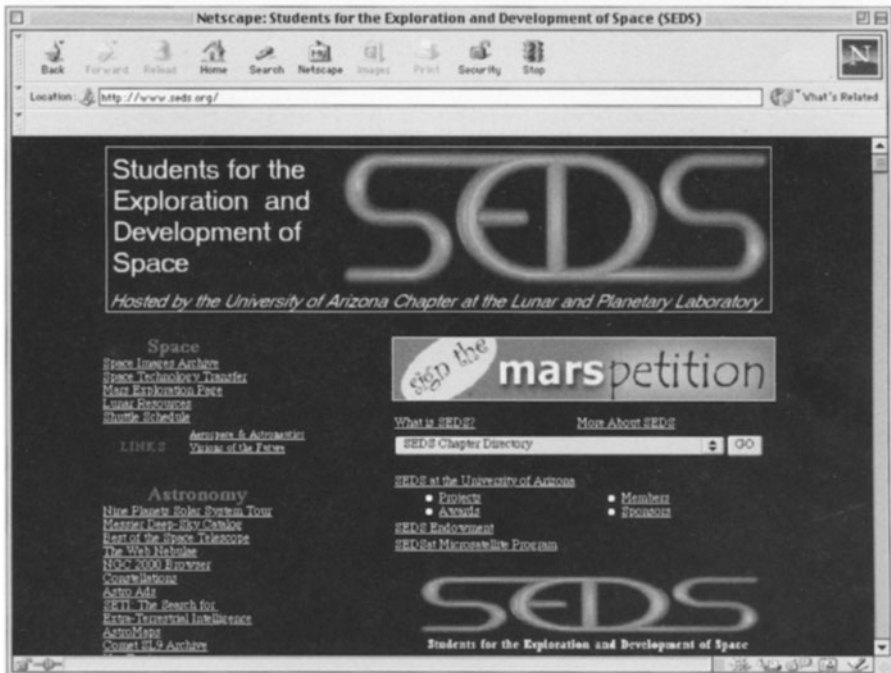 Netscape: Students for the Exploration and Development of Space (SEDS)
Back Forward Reload Home Search Netscape Images Print Security Stop
N
Location: http://www.seds.org/ What's Related
Students for the
Exploration and
Development of
Space
SEDS
Hosted by the University of Arizona Chapter at the Lunar and Planetary Laboratory
Space
Space Images Archive
Space Technology Transfer
Mars Exploration Page
Lunar Resources
Shuttle Schedule
LINKS
Aerospace & Astronautics
Visions of the Future
Astronomy
Nine Planets Solar System Tour
Messier Deep-Sky Catalog
Best of the Space Telescope
The Web Nebulae
NGC 2000 Browser
Constellations
Astro Ads
SETI: The Search for
Extra-Terrestrial Intelligence
AstroMaps
Comet SL9 Archive
sign the marspetition
What is SEDS? More About SEDS
SEDS Chapter Directory GO
SEDS at the University of Arizona
Projects Members
Awards Sponsors
SEDS Endowment
SEDSat Microsatellite Program
SEDS
Students for the Exploration and Development of Space